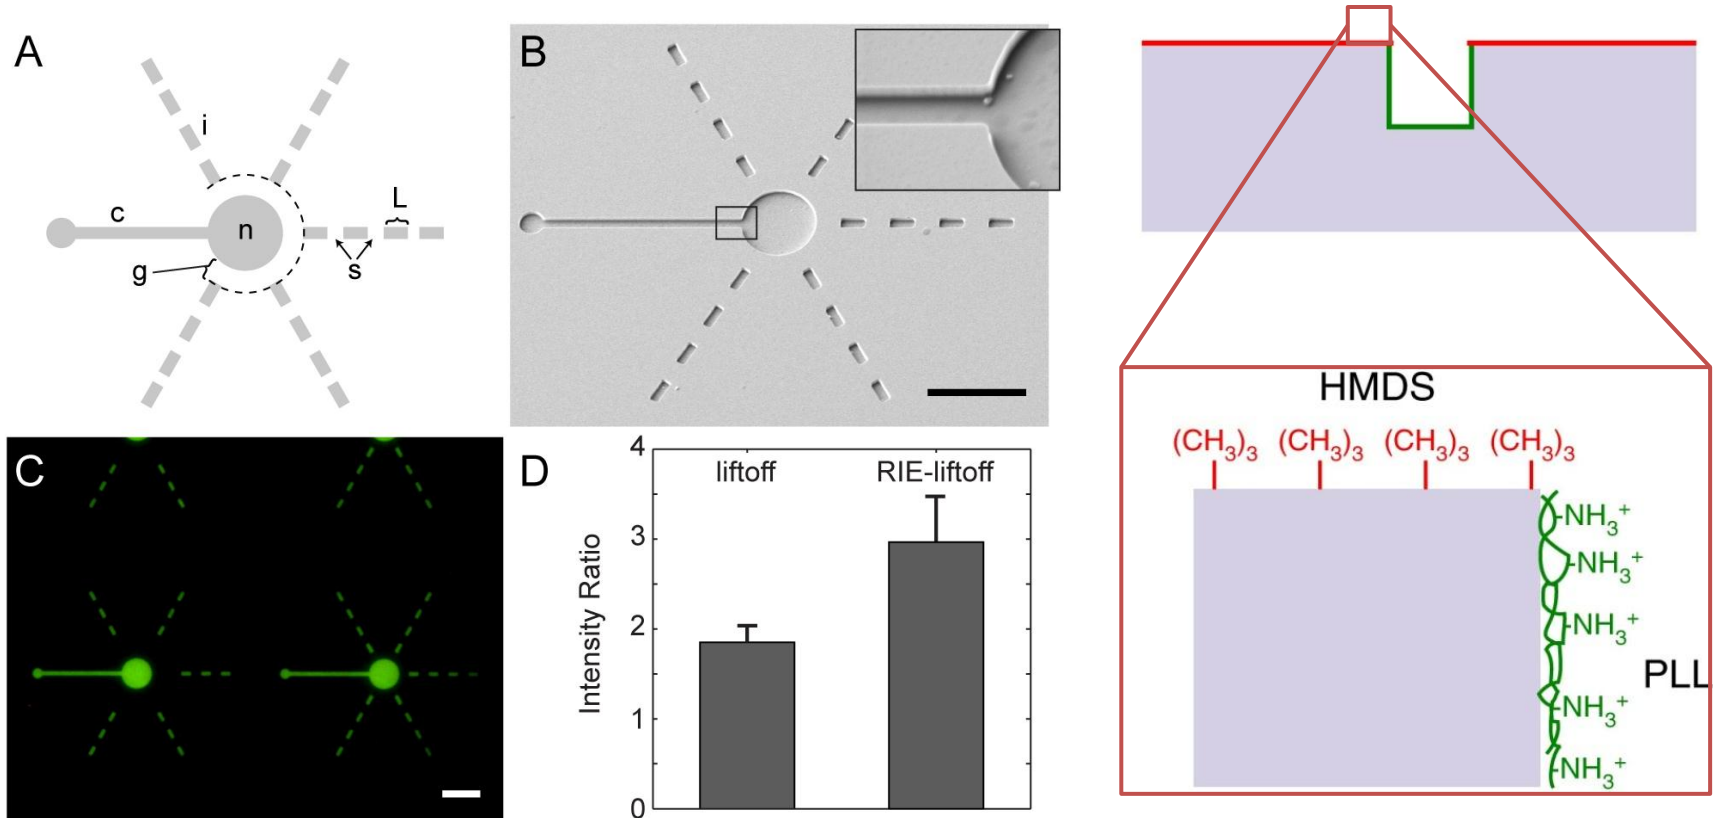 A
i
c
n
L
s
g
B
C
D
liftoff
RIE-liftoff
Intensity Ratio
4
3
2
1
0
HMDS
(CH₃)₃ (CH₃)₃ (CH₃)₃ (CH₃)₃
-NH₃⁺
-NH₃⁺
-NH₃⁺
PLL
-NH₃⁺
-NH₃⁺